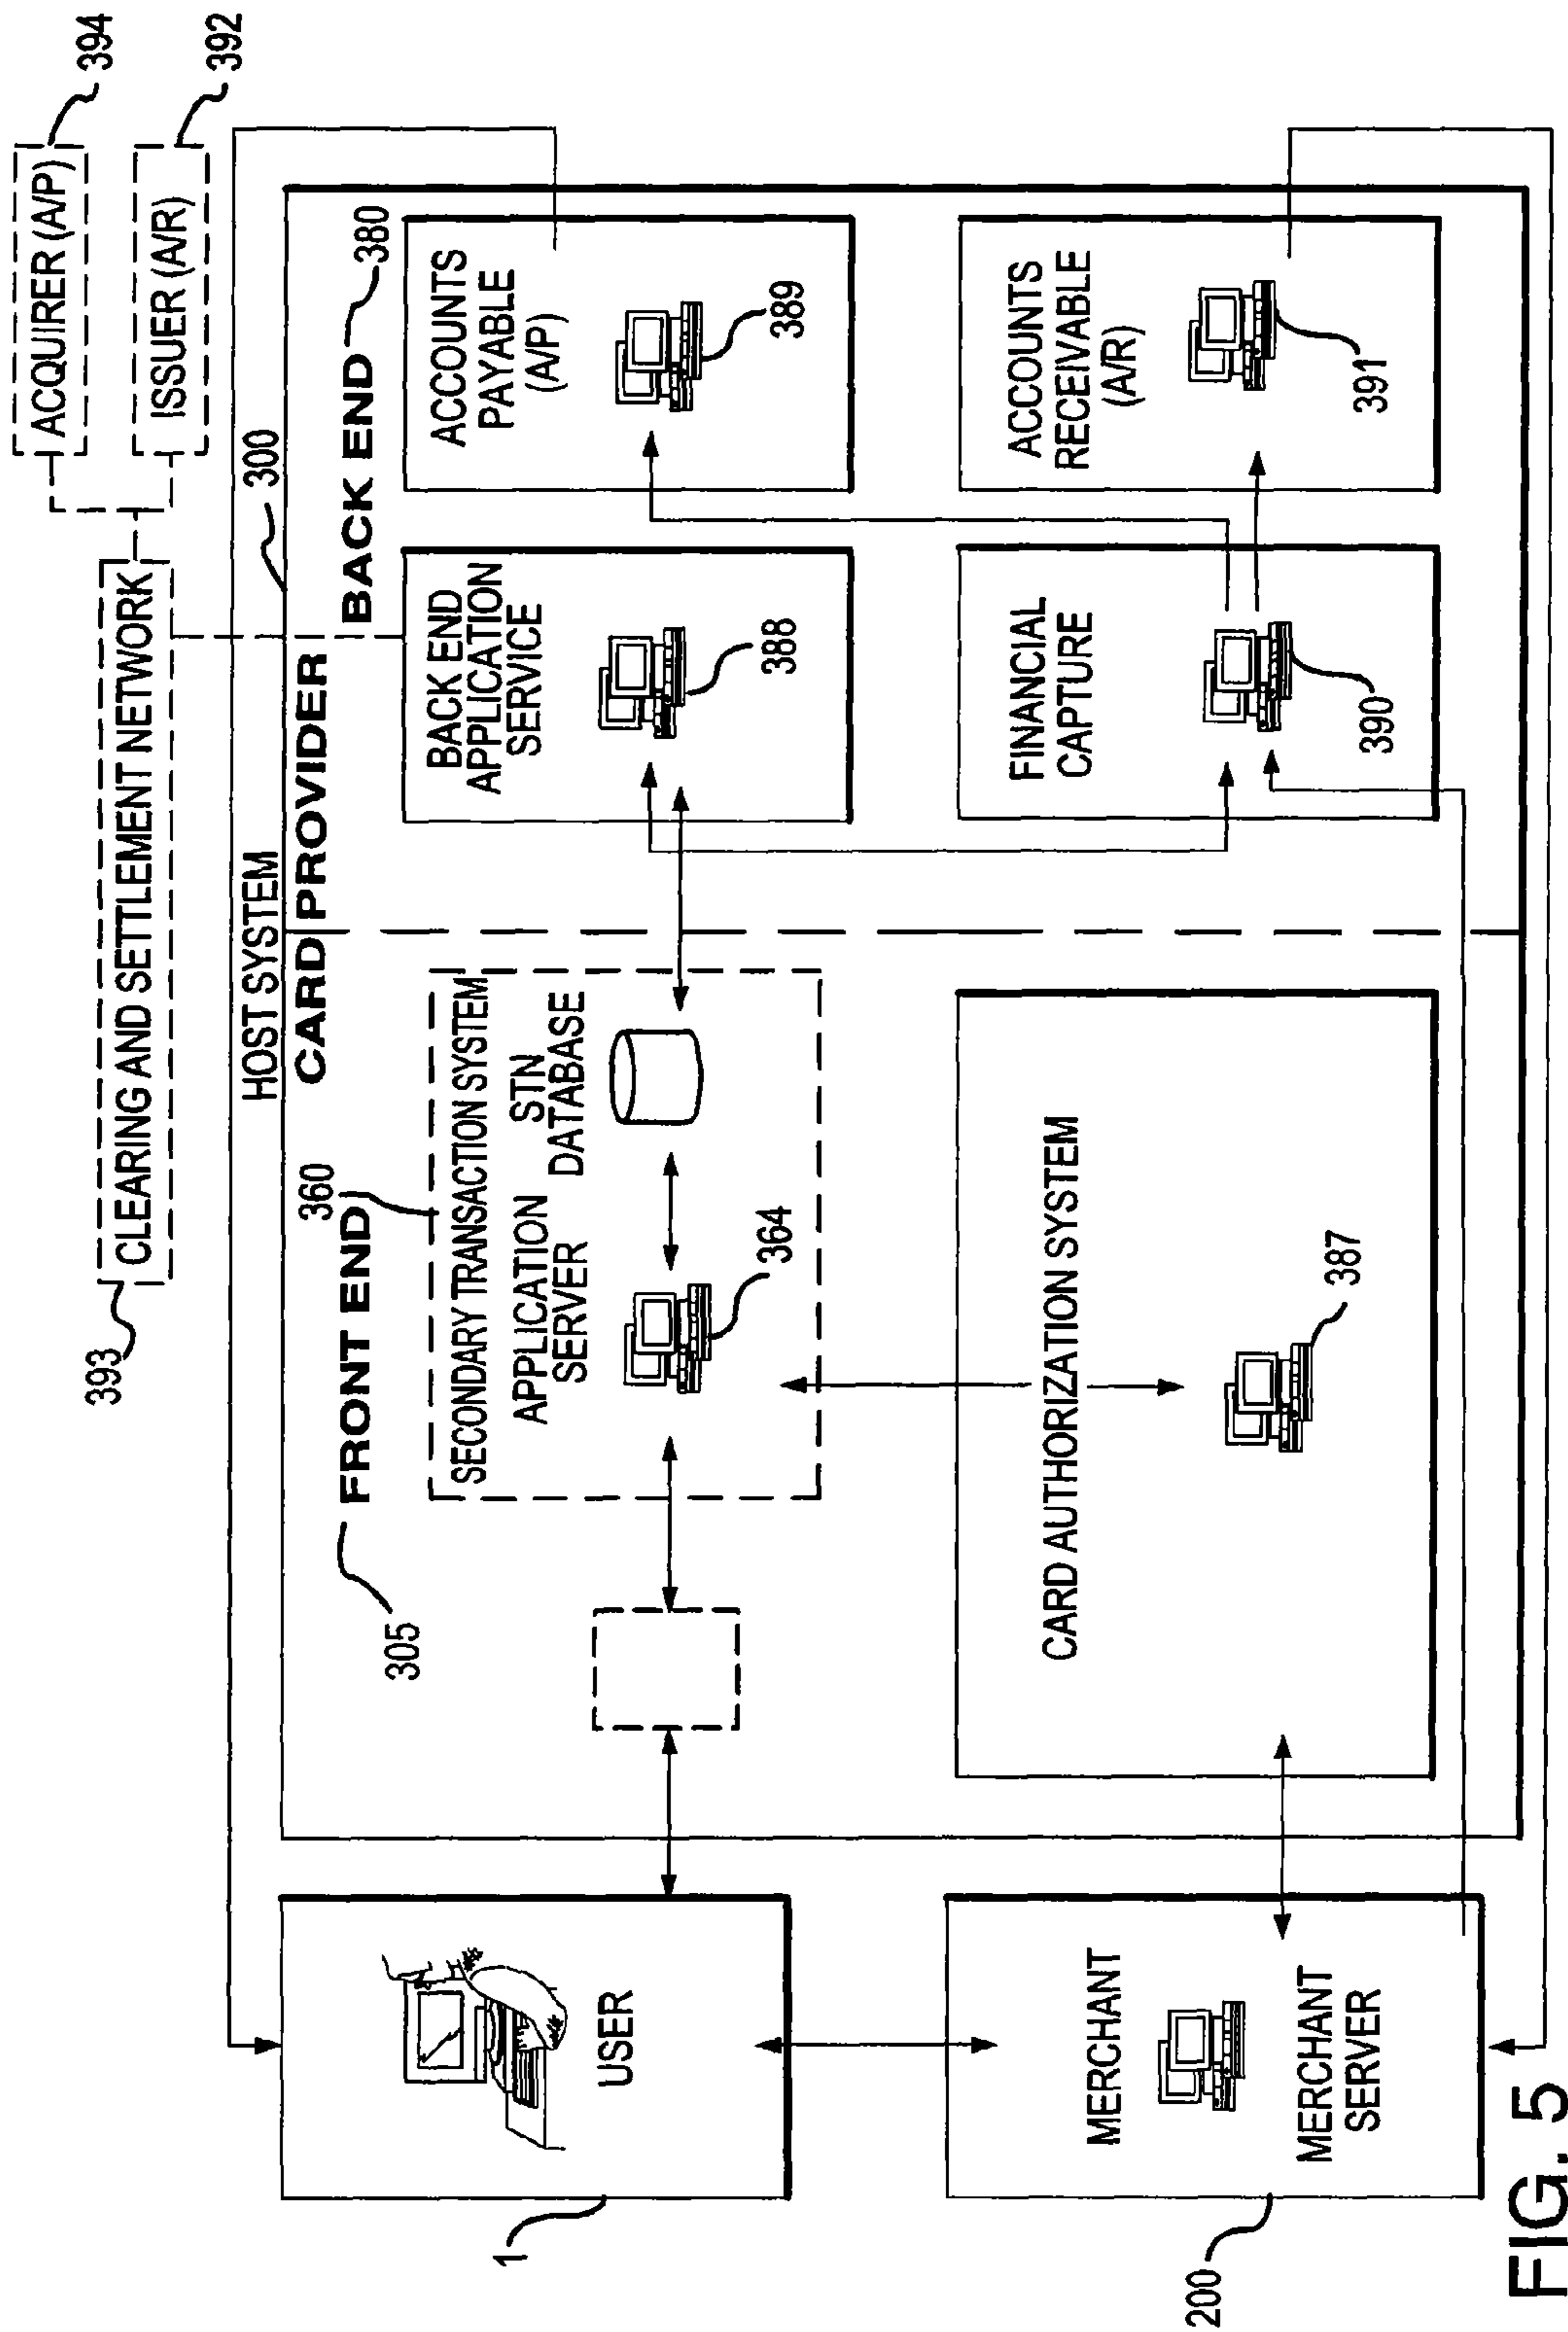 ACQUIRER (A/P)
394
ISSUER (A/R)
392
CLEARING AND SETTLEMENT NETWORK
393
HOST SYSTEM
300
CARD PROVIDER
FRONT END
305
BACK END
380
360
SECONDARY TRANSACTION SYSTEM
APPLICATION
SERVER
364
STN
DATABASE
BACK END
APPLICATION
SERVICE
388
ACCOUNTS
PAYABLE
(A/P)
389
USER
1
CARD AUTHORIZATION SYSTEM
387
FINANCIAL
CAPTURE
390
ACCOUNTS
RECEIVABLE
(A/R)
391
MERCHANT
MERCHANT
SERVER
200
FIG. 5